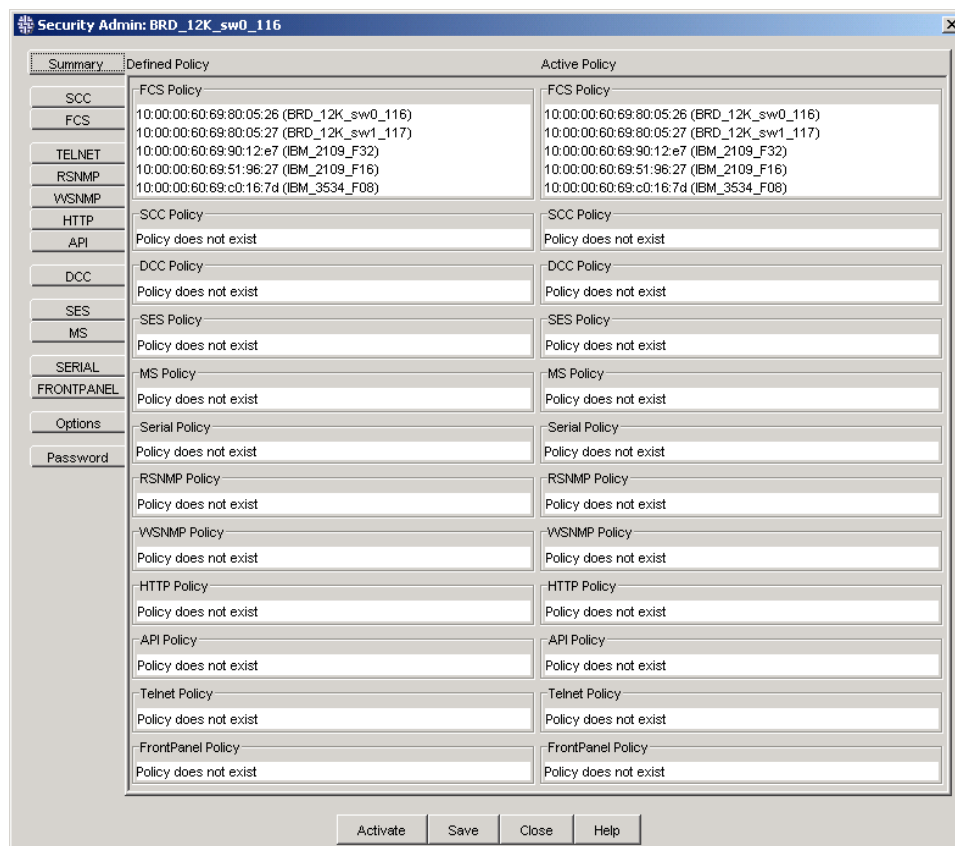 Security Admin: BRD_12K_sw0_116
Summary
SCC
FCS
TELNET
RSNMP
WSNMP
HTTP
API
DCC
SES
MS
SERIAL
FRONTPANEL
Options
Password
Defined Policy
FCS Policy
10:00:00:60:69:80:05:26 (BRD_12K_sw0_116)
10:00:00:60:69:80:05:27 (BRD_12K_sw1_117)
10:00:00:60:69:90:12:e7 (IBM_2109_F32)
10:00:00:60:69:51:96:27 (IBM_2109_F16)
10:00:00:60:69:c0:16:7d (IBM_3534_F08)
SCC Policy
Policy does not exist
DCC Policy
Policy does not exist
SES Policy
Policy does not exist
MS Policy
Policy does not exist
Serial Policy
Policy does not exist
RSNMP Policy
Policy does not exist
WSNMP Policy
Policy does not exist
HTTP Policy
Policy does not exist
API Policy
Policy does not exist
Telnet Policy
Policy does not exist
FrontPanel Policy
Policy does not exist
Active Policy
FCS Policy
10:00:00:60:69:80:05:26 (BRD_12K_sw0_116)
10:00:00:60:69:80:05:27 (BRD_12K_sw1_117)
10:00:00:60:69:90:12:e7 (IBM_2109_F32)
10:00:00:60:69:51:96:27 (IBM_2109_F16)
10:00:00:60:69:c0:16:7d (IBM_3534_F08)
SCC Policy
Policy does not exist
DCC Policy
Policy does not exist
SES Policy
Policy does not exist
MS Policy
Policy does not exist
Serial Policy
Policy does not exist
RSNMP Policy
Policy does not exist
WSNMP Policy
Policy does not exist
HTTP Policy
Policy does not exist
API Policy
Policy does not exist
Telnet Policy
Policy does not exist
FrontPanel Policy
Policy does not exist
Activate
Save
Close
Help